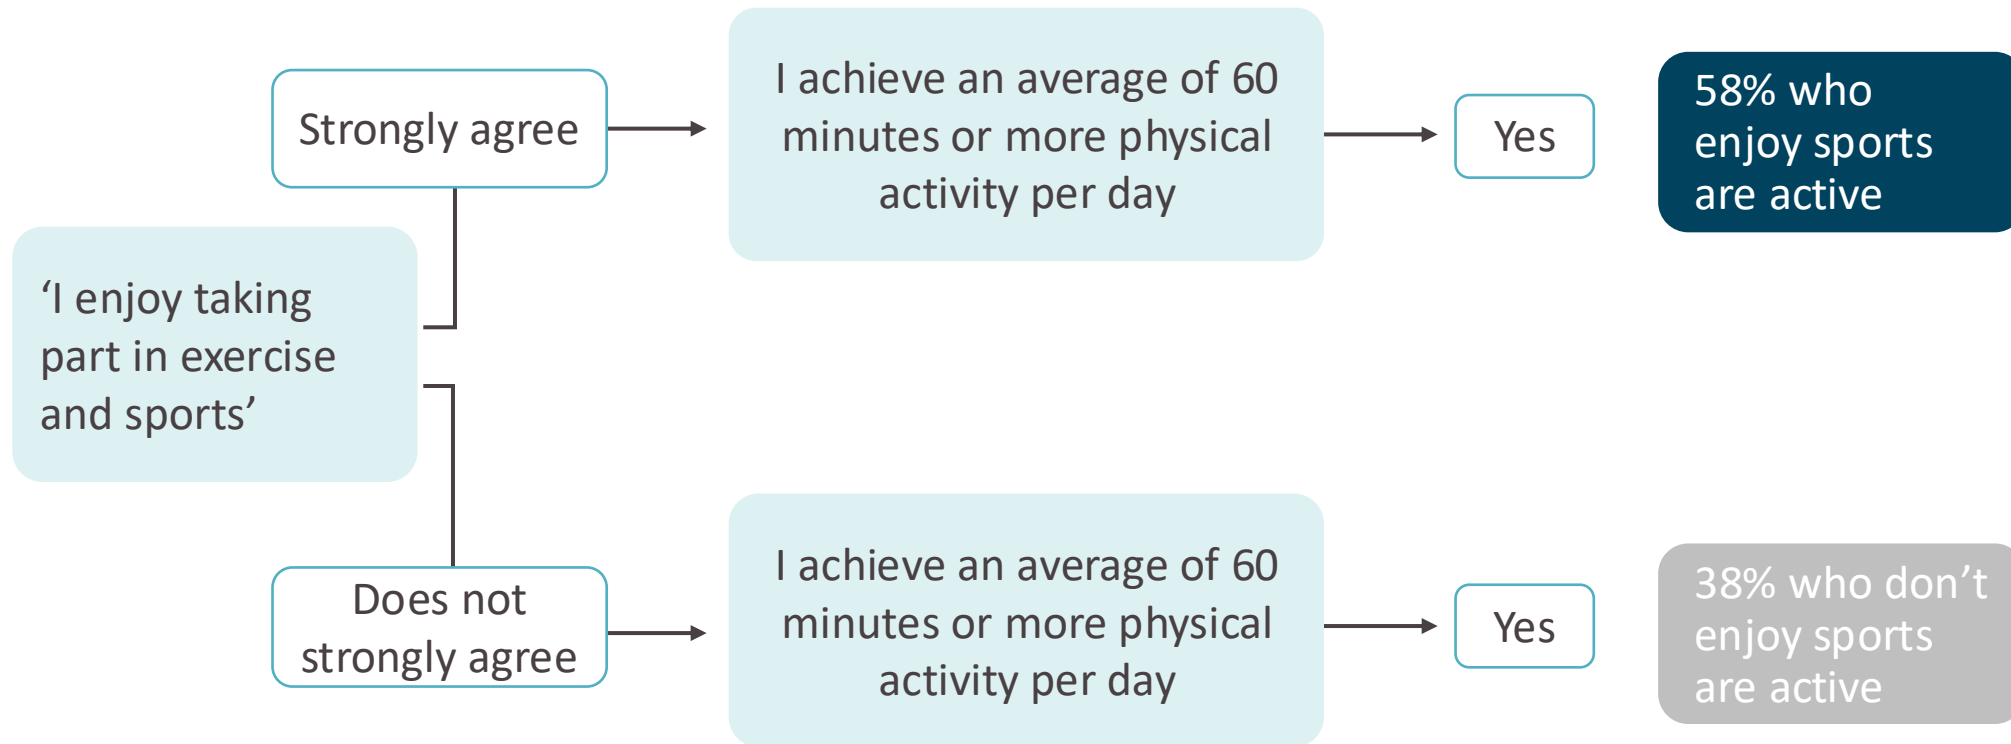 Strongly agree
I achieve an average of 60
minutes or more physical
activity per day
Yes
58% who
enjoy sports
are active
‘I enjoy taking
part in exercise
and sports’
Does not
strongly agree
I achieve an average of 60
minutes or more physical
activity per day
Yes
38% who don’t
enjoy sports
are active